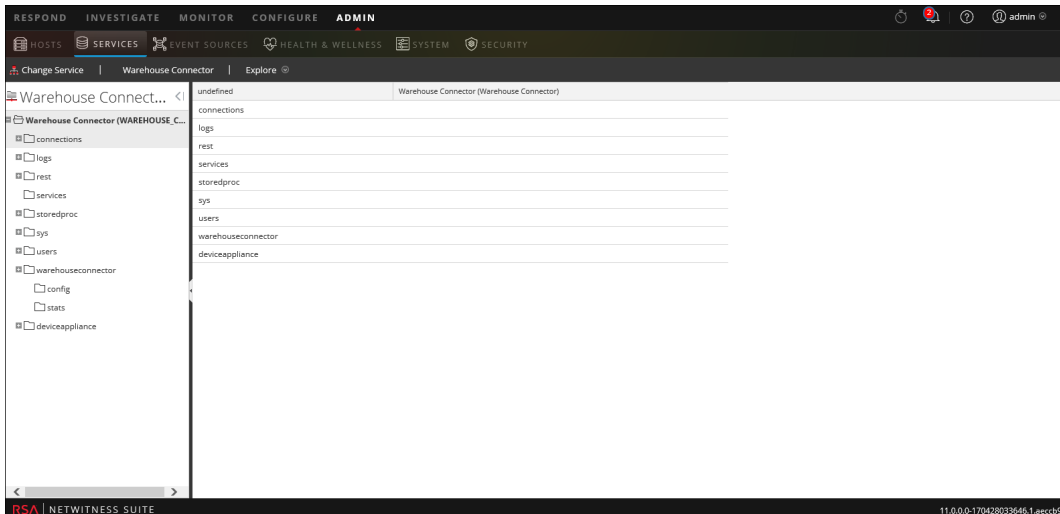 RESPOND INVESTIGATE MONITOR CONFIGURE ADMIN 2 admin
HOSTS SERVICES EVENT SOURCES HEALTH & WELLNESS SYSTEM SECURITY
Change Service | Warehouse Connector | Explore
Warehouse Connect...
Warehouse Connector (WAREHOUSE_C...
connections
logs
rest
services
storedproc
sys
users
warehouseconnector
config
stats
deviceappliance
undefined Warehouse Connector (Warehouse Connector)
connections
logs
rest
services
storedproc
sys
users
warehouseconnector
deviceappliance
RSA | NETWITNESS SUITE 11.0.0.0-170428033646.1.aeccb9